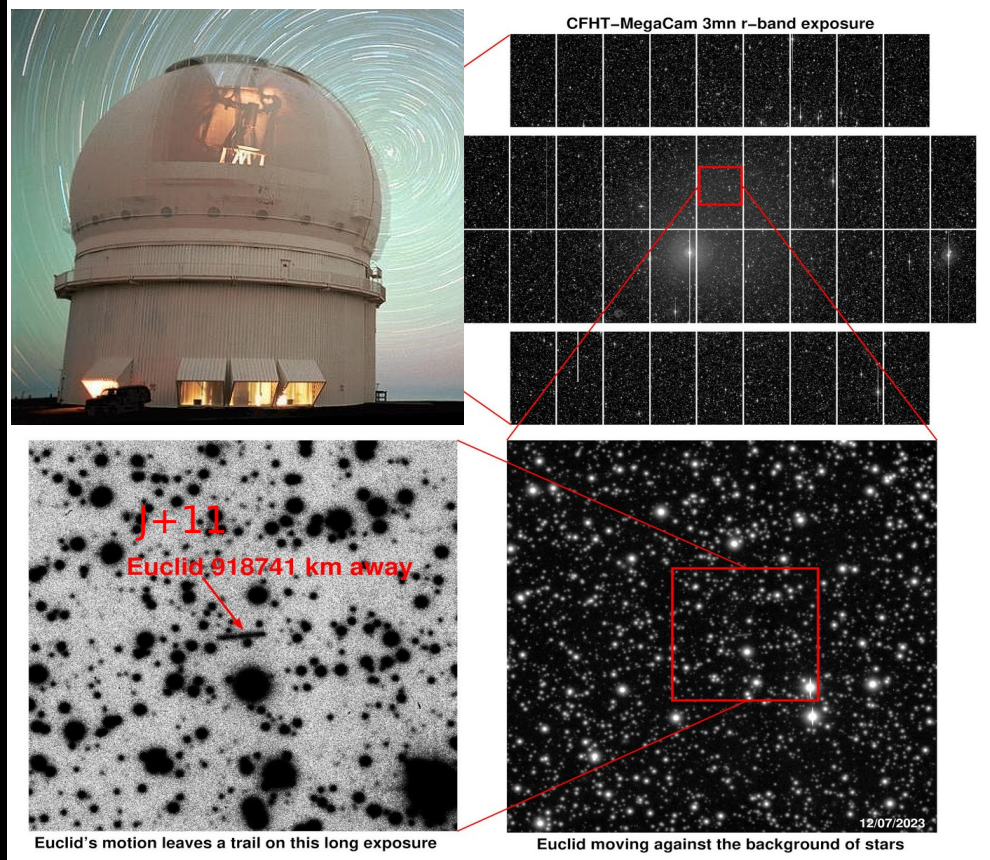 CFHT–MegaCam 3mn r–band exposure
J+11
Euclid 918741 km away
12/07/2023
Euclid's motion leaves a trail on this long exposure
Euclid moving against the background of stars